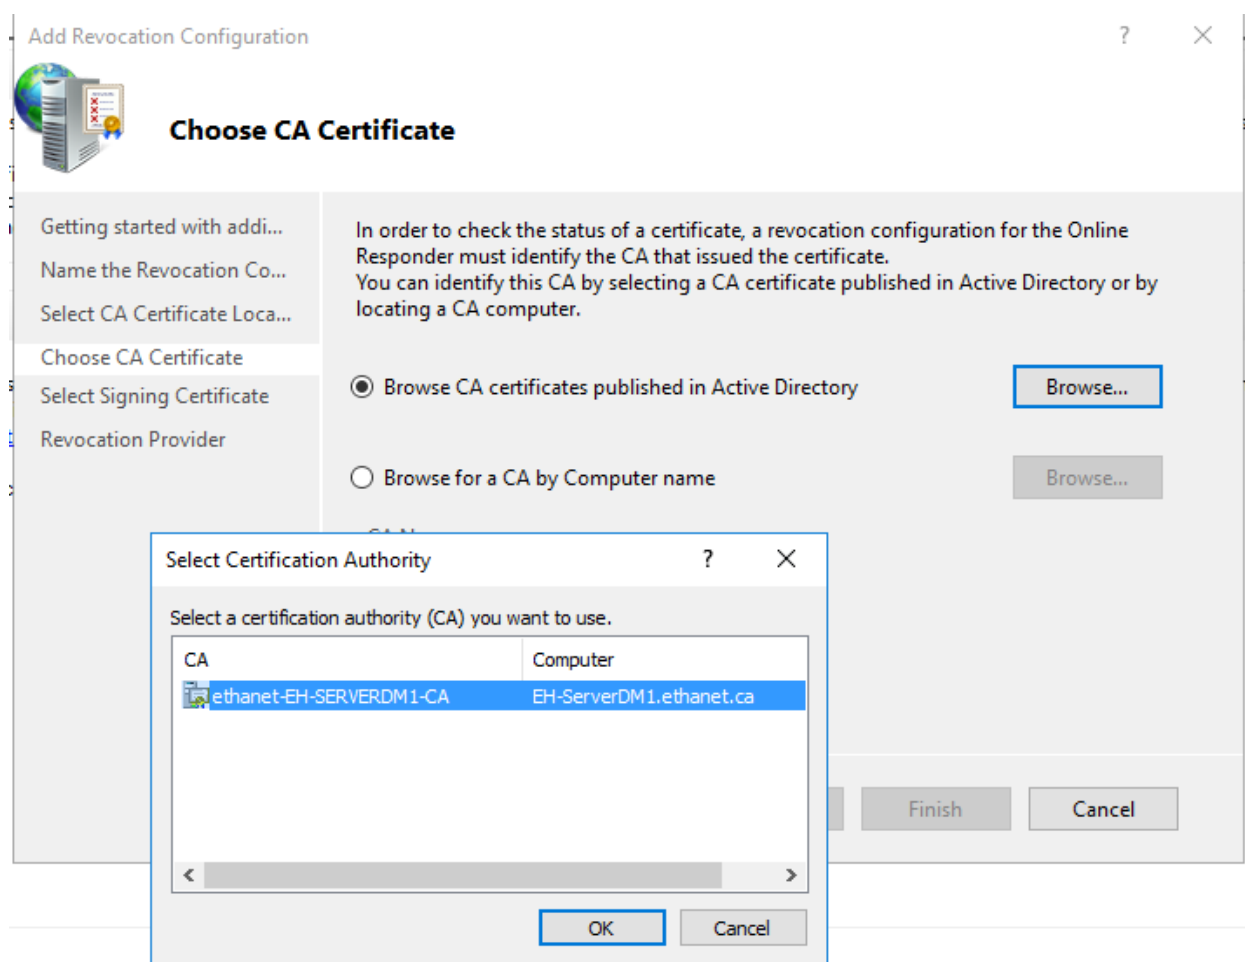 Add Revocation Configuration
?
Choose CA Certificate
Getting started with addi...
Name the Revocation Co...
Select CA Certificate Loca...
Choose CA Certificate
Select Signing Certificate
Revocation Provider
In order to check the status of a certificate, a revocation configuration for the Online
Responder must identify the CA that issued the certificate.
You can identify this CA by selecting a CA certificate published in Active Directory or by
locating a CA computer.
Browse CA certificates published in Active Directory
Browse...
Browse for a CA by Computer name
Browse...
Select Certification Authority
?
Select a certification authority (CA) you want to use.
CA
Computer
ethanet-EH-SERVERDM1-CA
EH-ServerDM1.ethanet.ca
OK
Cancel
Finish
Cancel